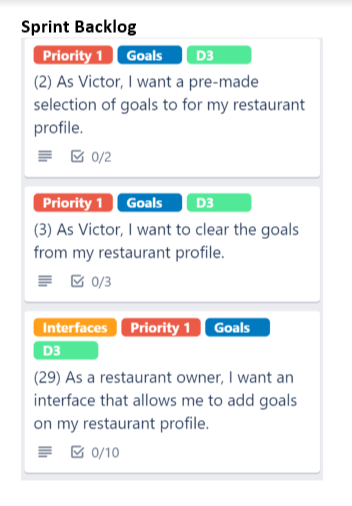 Sprint Backlog
Priority 1 Goals D3
(2) As Victor, I want a pre-made
selection of goals to for my restaurant
profile.
0/2
Priority 1 Goals D3
(3) As Victor, I want to clear the goals
from my restaurant profile.
0/3
Interfaces Priority 1 Goals
D3
(29) As a restaurant owner, I want an
interface that allows me to add goals
on my restaurant profile.
0/10